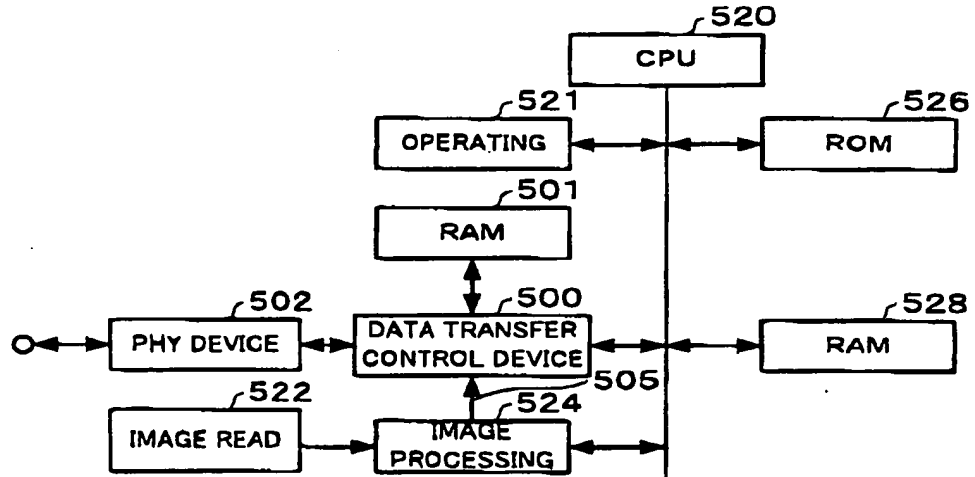 520
CPU
521
OPERATING
526
ROM
501
RAM
502
PHY DEVICE
500
DATA TRANSFER
CONTROL DEVICE
528
RAM
505
522
IMAGE READ
524
IMAGE
PROCESSING